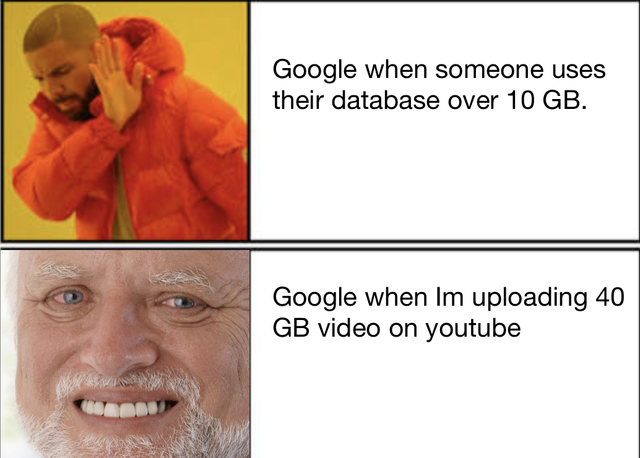 Google when someone uses
their database over 10 GB.
Google when Im uploading 40
GB video on youtube